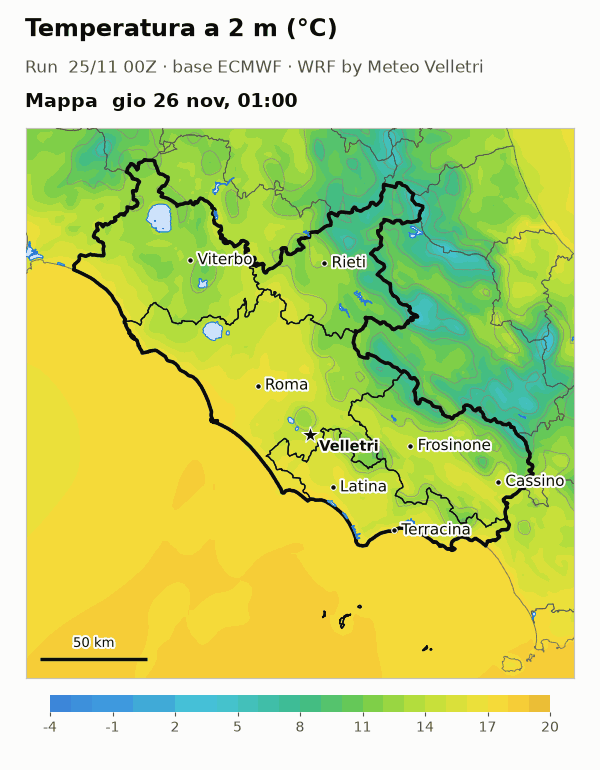 Temperatura a 2 m (°C)
Run 25/11 00Z · base ECMWF · WRF by Meteo Velletri
Mappa gio 26 nov, 01:00
Viterbo
Rieti
Roma
Velletri
Frosinone
Cassino
Latina
Terracina
50 km
-4 -1 2 5 8 11 14 17 20